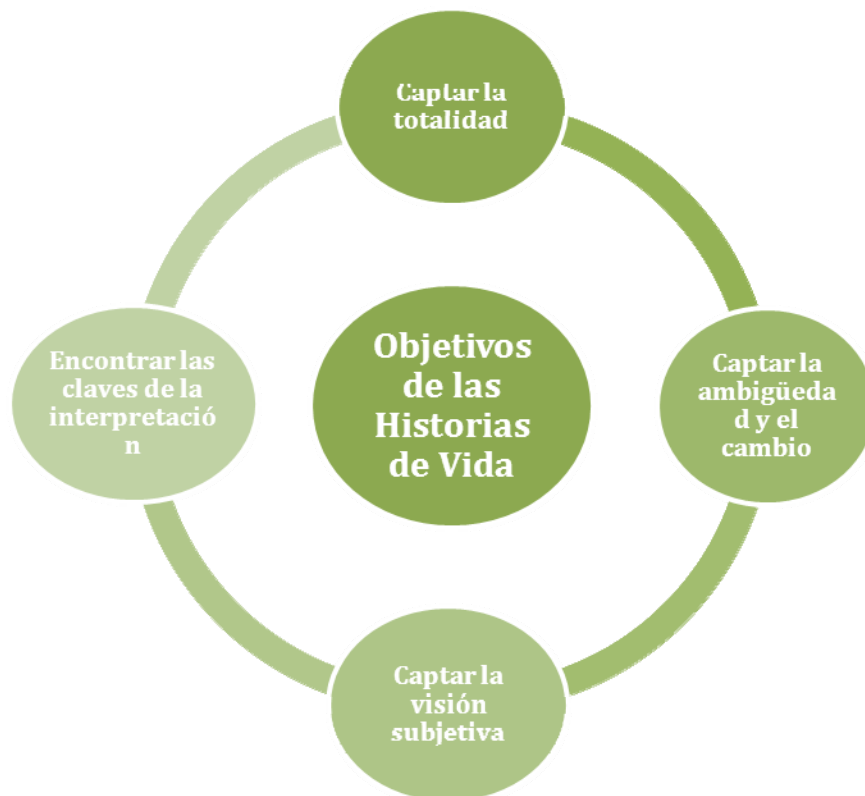 Captar la
totalidad
Encontrar las
claves de la
interpretació
n
Objetivos
de las
Historias
de Vida
Captar la
ambigüeda
d y el
cambio
Captar la
visión
subjetiva